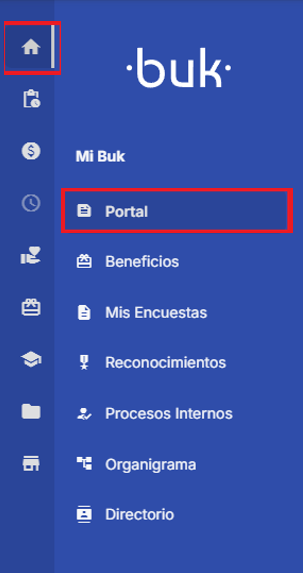 ·buk·
Mi Buk
Portal
Beneficios
Mis Encuestas
Reconocimientos
Procesos Internos
Organigrama
Directorio